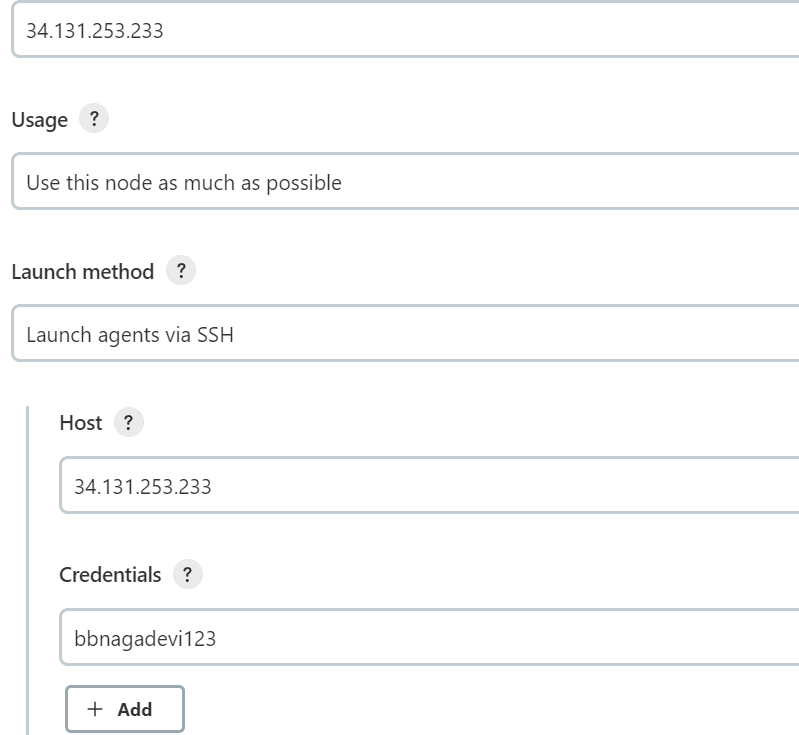 34.131.253.233
Usage ?
Use this node as much as possible
Launch method ?
Launch agents via SSH
Host ?
34.131.253.233
Credentials ?
bbnagadevi123
+ Add